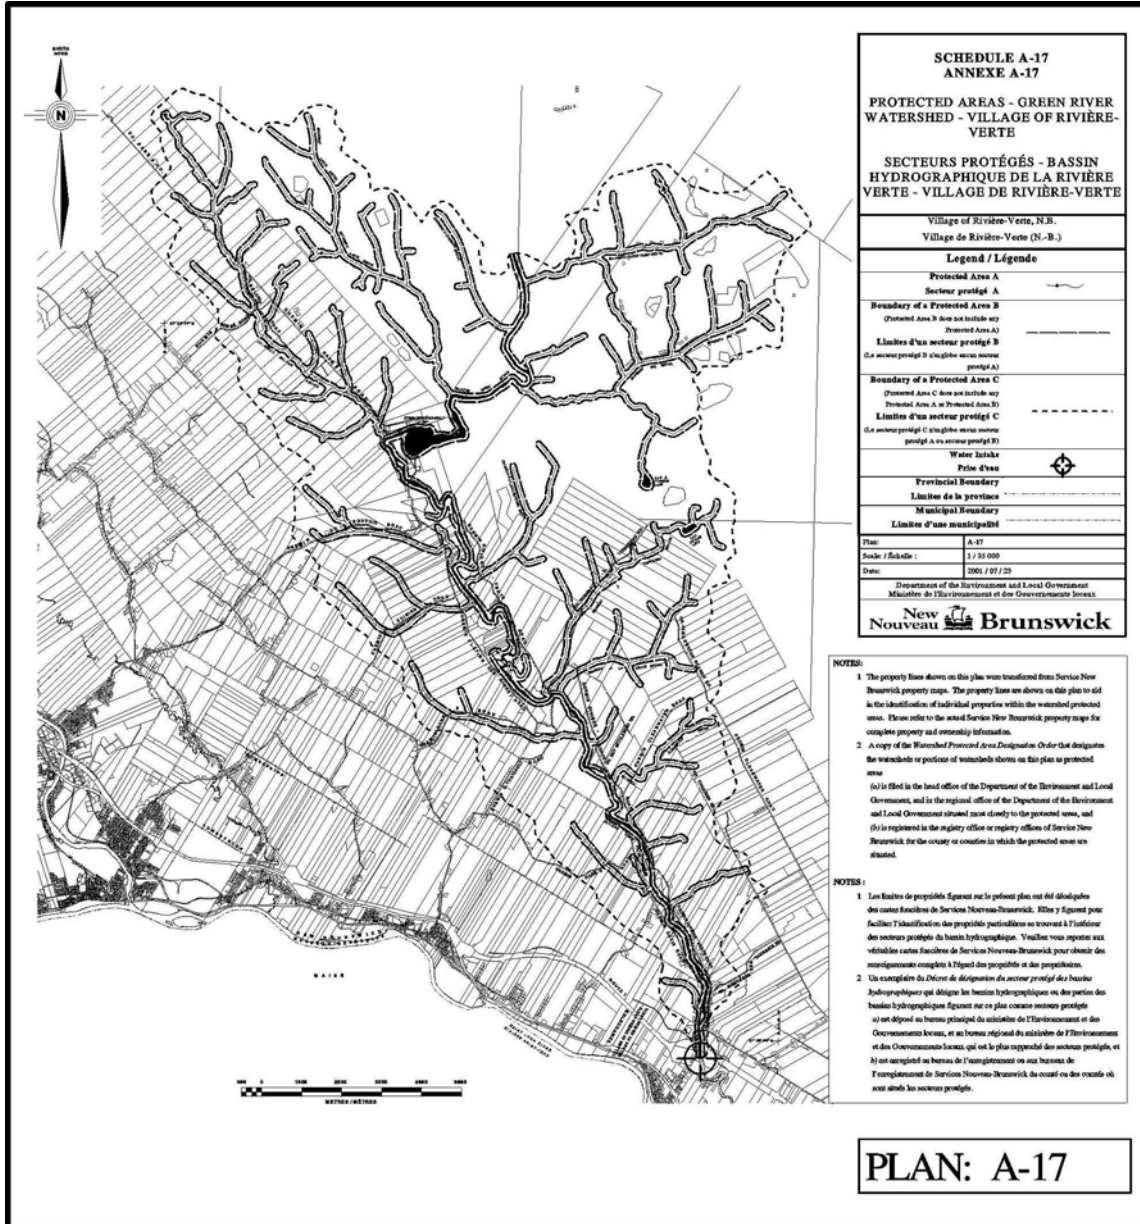 N
MAINE
METRES / MÈTRES
SCHEDULE A-17
ANNEXE A-17
PROTECTED AREAS - GREEN RIVER
WATERSHED - VILLAGE OF RIVIÈRE-
VERTE
SECTEURS PROTÉGÉS - BASSIN
HYDROGRAPHIQUE DE LA RIVIÈRE
VERTE - VILLAGE DE RIVIÈRE-VERTE
Village of Rivière-Verte, N.B.
Village de Rivière-Verte (N.-B.)
Legend / Légende
Protected Area A
Secteur protégé A
Boundary of a Protected Area B
(Protected Area B does not include any
Protected Area A)
Limites d'un secteur protégé B
(Le secteur protégé B n'englobe aucun secteur
protégé A)
Boundary of a Protected Area C
(Protected Area C does not include any
Protected Area A or Protected Area B)
Limites d'un secteur protégé C
(Le secteur protégé C n'englobe aucun secteur
protégé A ou secteur protégé B)
Water Intake
Prise d'eau
Provincial Boundary
Limites de la province
Municipal Boundary
Limites d'une municipalité
Plan: A-17
Scale: / Échelle : 1 / 35 000
Date: 2001 / 07 / 23
Department of the Environment and Local Government
Ministère de l'Environnement et des Gouvernements locaux
New Nouveau Brunswick
NOTES:
1 The property lines shown on this plan were transferred from Service New
Brunswick property maps. The property lines are shown on this plan to aid
in the identification of individual properties within the watershed protected
areas. Please refer to the actual Service New Brunswick property maps for
complete property and ownership information.
2 A copy of the Watershed Protected Area Designation Order that designates
the watersheds or portions of watersheds shown on this plan as protected
areas
(a) is filed in the head office of the Department of the Environment and Local
Government, and in the regional office of the Department of the Environment
and Local Government situated most closely to the protected areas, and
(b) is registered in the registry office or registry offices of Service New
Brunswick for the county or counties in which the protected areas are
situated.
NOTES :
1 Les limites de propriétés figurant sur le présent plan ont été décalquées
des cartes foncières de Services Nouveau-Brunswick. Elles y figurent pour
faciliter l'identification des propriétés particulières se trouvant à l'intérieur
des secteurs protégés du bassin hydrographique. Veuillez vous reporter aux
véritables cartes foncières de Services Nouveau-Brunswick pour obtenir des
renseignements complets à l'égard des propriétés et des propriétaires.
2 Un exemplaire du Décret de désignation du secteur protégé des bassins
hydrographiques qui désigne les bassins hydrographiques ou des parties des
bassins hydrographiques figurant sur ce plan comme secteurs protégés
a) est déposé au bureau principal du ministère de l'Environnement et des
Gouvernements locaux, et au bureau régional du ministère de l'Environnement
et des Gouvernements locaux qui est le plus rapproché des secteurs protégés, et
b) est enregistré au bureau de l'enregistrement ou aux bureaux de
l'enregistrement de Services Nouveau-Brunswick du comté ou des comtés où
sont situés les secteurs protégés.
PLAN: A-17